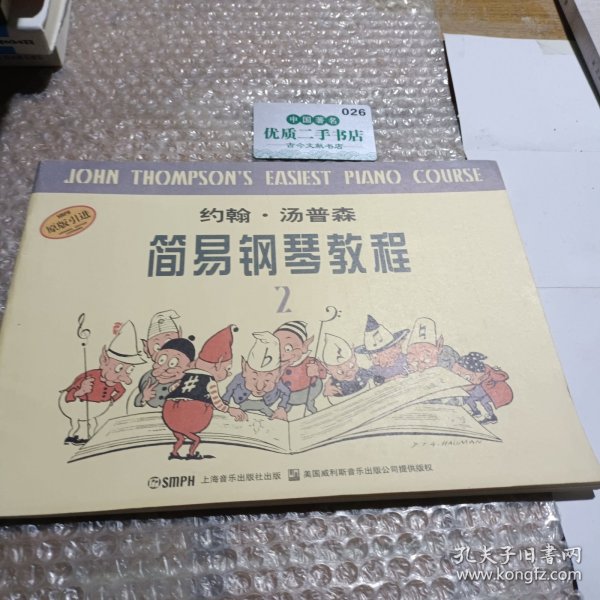 026
中国著名
优质二手书店
古今文献书店
JOHN THOMPSON'S EASIEST PIANO COURSE
原版引进
约翰·汤普森
简易钢琴教程
2
SMPH 上海音乐出版社出版 美国威利斯音乐出版公司提供版权
孔夫子旧书网
www.kongfz.com